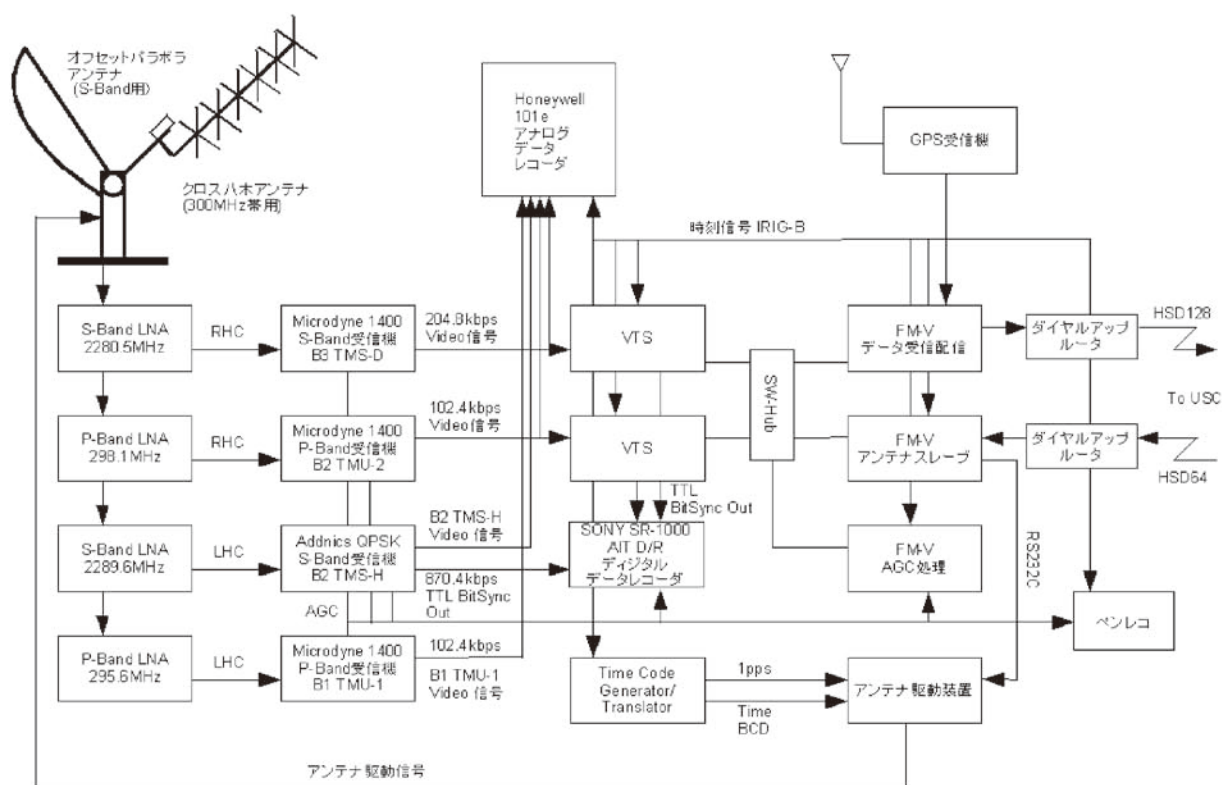 オフセットパラボラ
アンテナ
(S-Band用)
クロス八木アンテナ
(300MHz帯用)
Honeywell
101e
アナログ
データ
レコーダ
GPS受信機
時刻信号 IRIG-B
S-Band LNA
2280.5MHz
RHC
Microdyne 1400
S-Band受信機
B3 TMS-D
204.8kbps
Video信号
VTS
FM-V
データ受信配信
ダイヤルアップ
ルータ
HSD128
To USC
SW-Hub
P-Band LNA
298.1MHz
RHC
Microdyne 1400
P-Band受信機
B2 TMU-2
102.4kbps
Video信号
VTS
FM-V
アンテナスレーブ
ダイヤルアップ
ルータ
HSD64
TTL
BitSync Out
S-Band LNA
2289.6MHz
LHC
Addnics QPSK
S-Band受信機
B2 TMS-H
B2 TMS-H
Video 信号
870.4kbps
TTL BitSync
Out
SONY SR-1000
AIT D/R
ディジタル
データレコーダ
FM-V
AGC処理
RS232C
AGC
ペンレコ
P-Band LNA
295.6MHz
LHC
Microdyne 1400
P-Band受信機
B1 TMU-1
102.4kbps
B1 TMU-1
Video 信号
Time Code
Generator/
Translator
1pps
Time
BCD
アンテナ駆動装置
アンテナ駆動信号